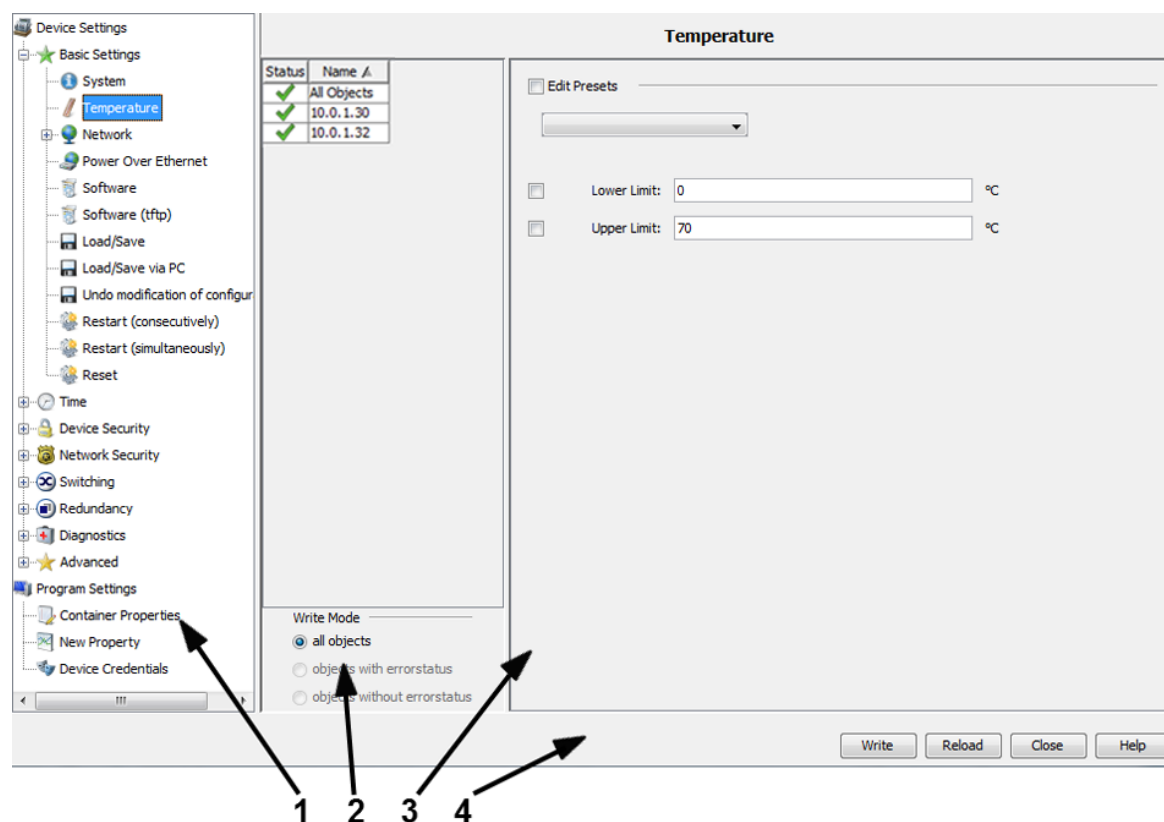 Device Settings
Basic Settings
System
Temperature
Network
Power Over Ethernet
Software
Software (tftp)
Load/Save
Load/Save via PC
Undo modification of configur
Restart (consecutively)
Restart (simultaneously)
Reset
Time
Device Security
Network Security
Switching
Redundancy
Diagnostics
Advanced
Program Settings
Container Properties
New Property
Device Credentials
Status Name
All Objects
10.0.1.30
10.0.1.32
Write Mode
all objects
objects with errorstatus
objects without errorstatus
Temperature
Edit Presets
Lower Limit: 0 °C
Upper Limit: 70 °C
Write Reload Close Help
1 2 3 4